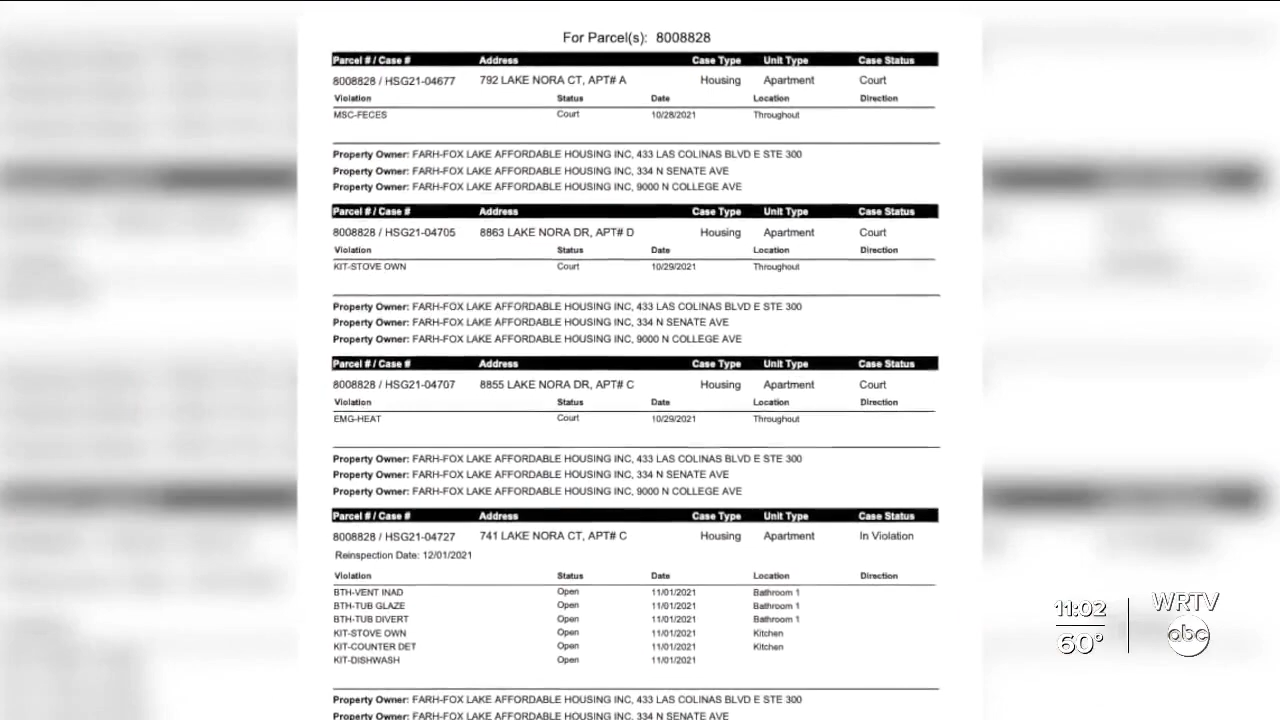 For Parcel(s): 8008828
Parcel # / Case # Address Case Type Unit Type Case Status
8008828 / HSG21-04677 792 LAKE NORA CT, APT# A Housing Apartment Court
Violation Status Date Location Direction
MSC-FECES Court 10/28/2021 Throughout
Property Owner: FARH-FOX LAKE AFFORDABLE HOUSING INC, 433 LAS COLINAS BLVD E STE 300
Property Owner: FARH-FOX LAKE AFFORDABLE HOUSING INC, 334 N SENATE AVE
Property Owner: FARH-FOX LAKE AFFORDABLE HOUSING INC, 9000 N COLLEGE AVE
Parcel # / Case # Address Case Type Unit Type Case Status
8008828 / HSG21-04705 8863 LAKE NORA DR, APT# D Housing Apartment Court
Violation Status Date Location Direction
KIT-STOVE OWN Court 10/29/2021 Throughout
Property Owner: FARH-FOX LAKE AFFORDABLE HOUSING INC, 433 LAS COLINAS BLVD E STE 300
Property Owner: FARH-FOX LAKE AFFORDABLE HOUSING INC, 334 N SENATE AVE
Property Owner: FARH-FOX LAKE AFFORDABLE HOUSING INC, 9000 N COLLEGE AVE
Parcel # / Case # Address Case Type Unit Type Case Status
8008828 / HSG21-04707 8855 LAKE NORA DR, APT# C Housing Apartment Court
Violation Status Date Location Direction
EMG-HEAT Court 10/29/2021 Throughout
Property Owner: FARH-FOX LAKE AFFORDABLE HOUSING INC, 433 LAS COLINAS BLVD E STE 300
Property Owner: FARH-FOX LAKE AFFORDABLE HOUSING INC, 334 N SENATE AVE
Property Owner: FARH-FOX LAKE AFFORDABLE HOUSING INC, 9000 N COLLEGE AVE
Parcel # / Case # Address Case Type Unit Type Case Status
8008828 / HSG21-04727 741 LAKE NORA CT, APT# C Housing Apartment In Violation
Reinspection Date: 12/01/2021
Violation Status Date Location Direction
BTH-VENT INAD Open 11/01/2021 Bathroom 1
BTH-TUB GLAZE Open 11/01/2021 Bathroom 1
BTH-TUB DIVERT Open 11/01/2021 Bathroom 1
KIT-STOVE OWN Open 11/01/2021 Kitchen
KIT-COUNTER DET Open 11/01/2021 Kitchen
KIT-DISHWASH Open 11/01/2021
Property Owner: FARH-FOX LAKE AFFORDABLE HOUSING INC, 433 LAS COLINAS BLVD E STE 300
Property Owner: FARH-FOX LAKE AFFORDABLE HOUSING INC, 334 N SENATE AVE
11:02
60°
WRTV
abc